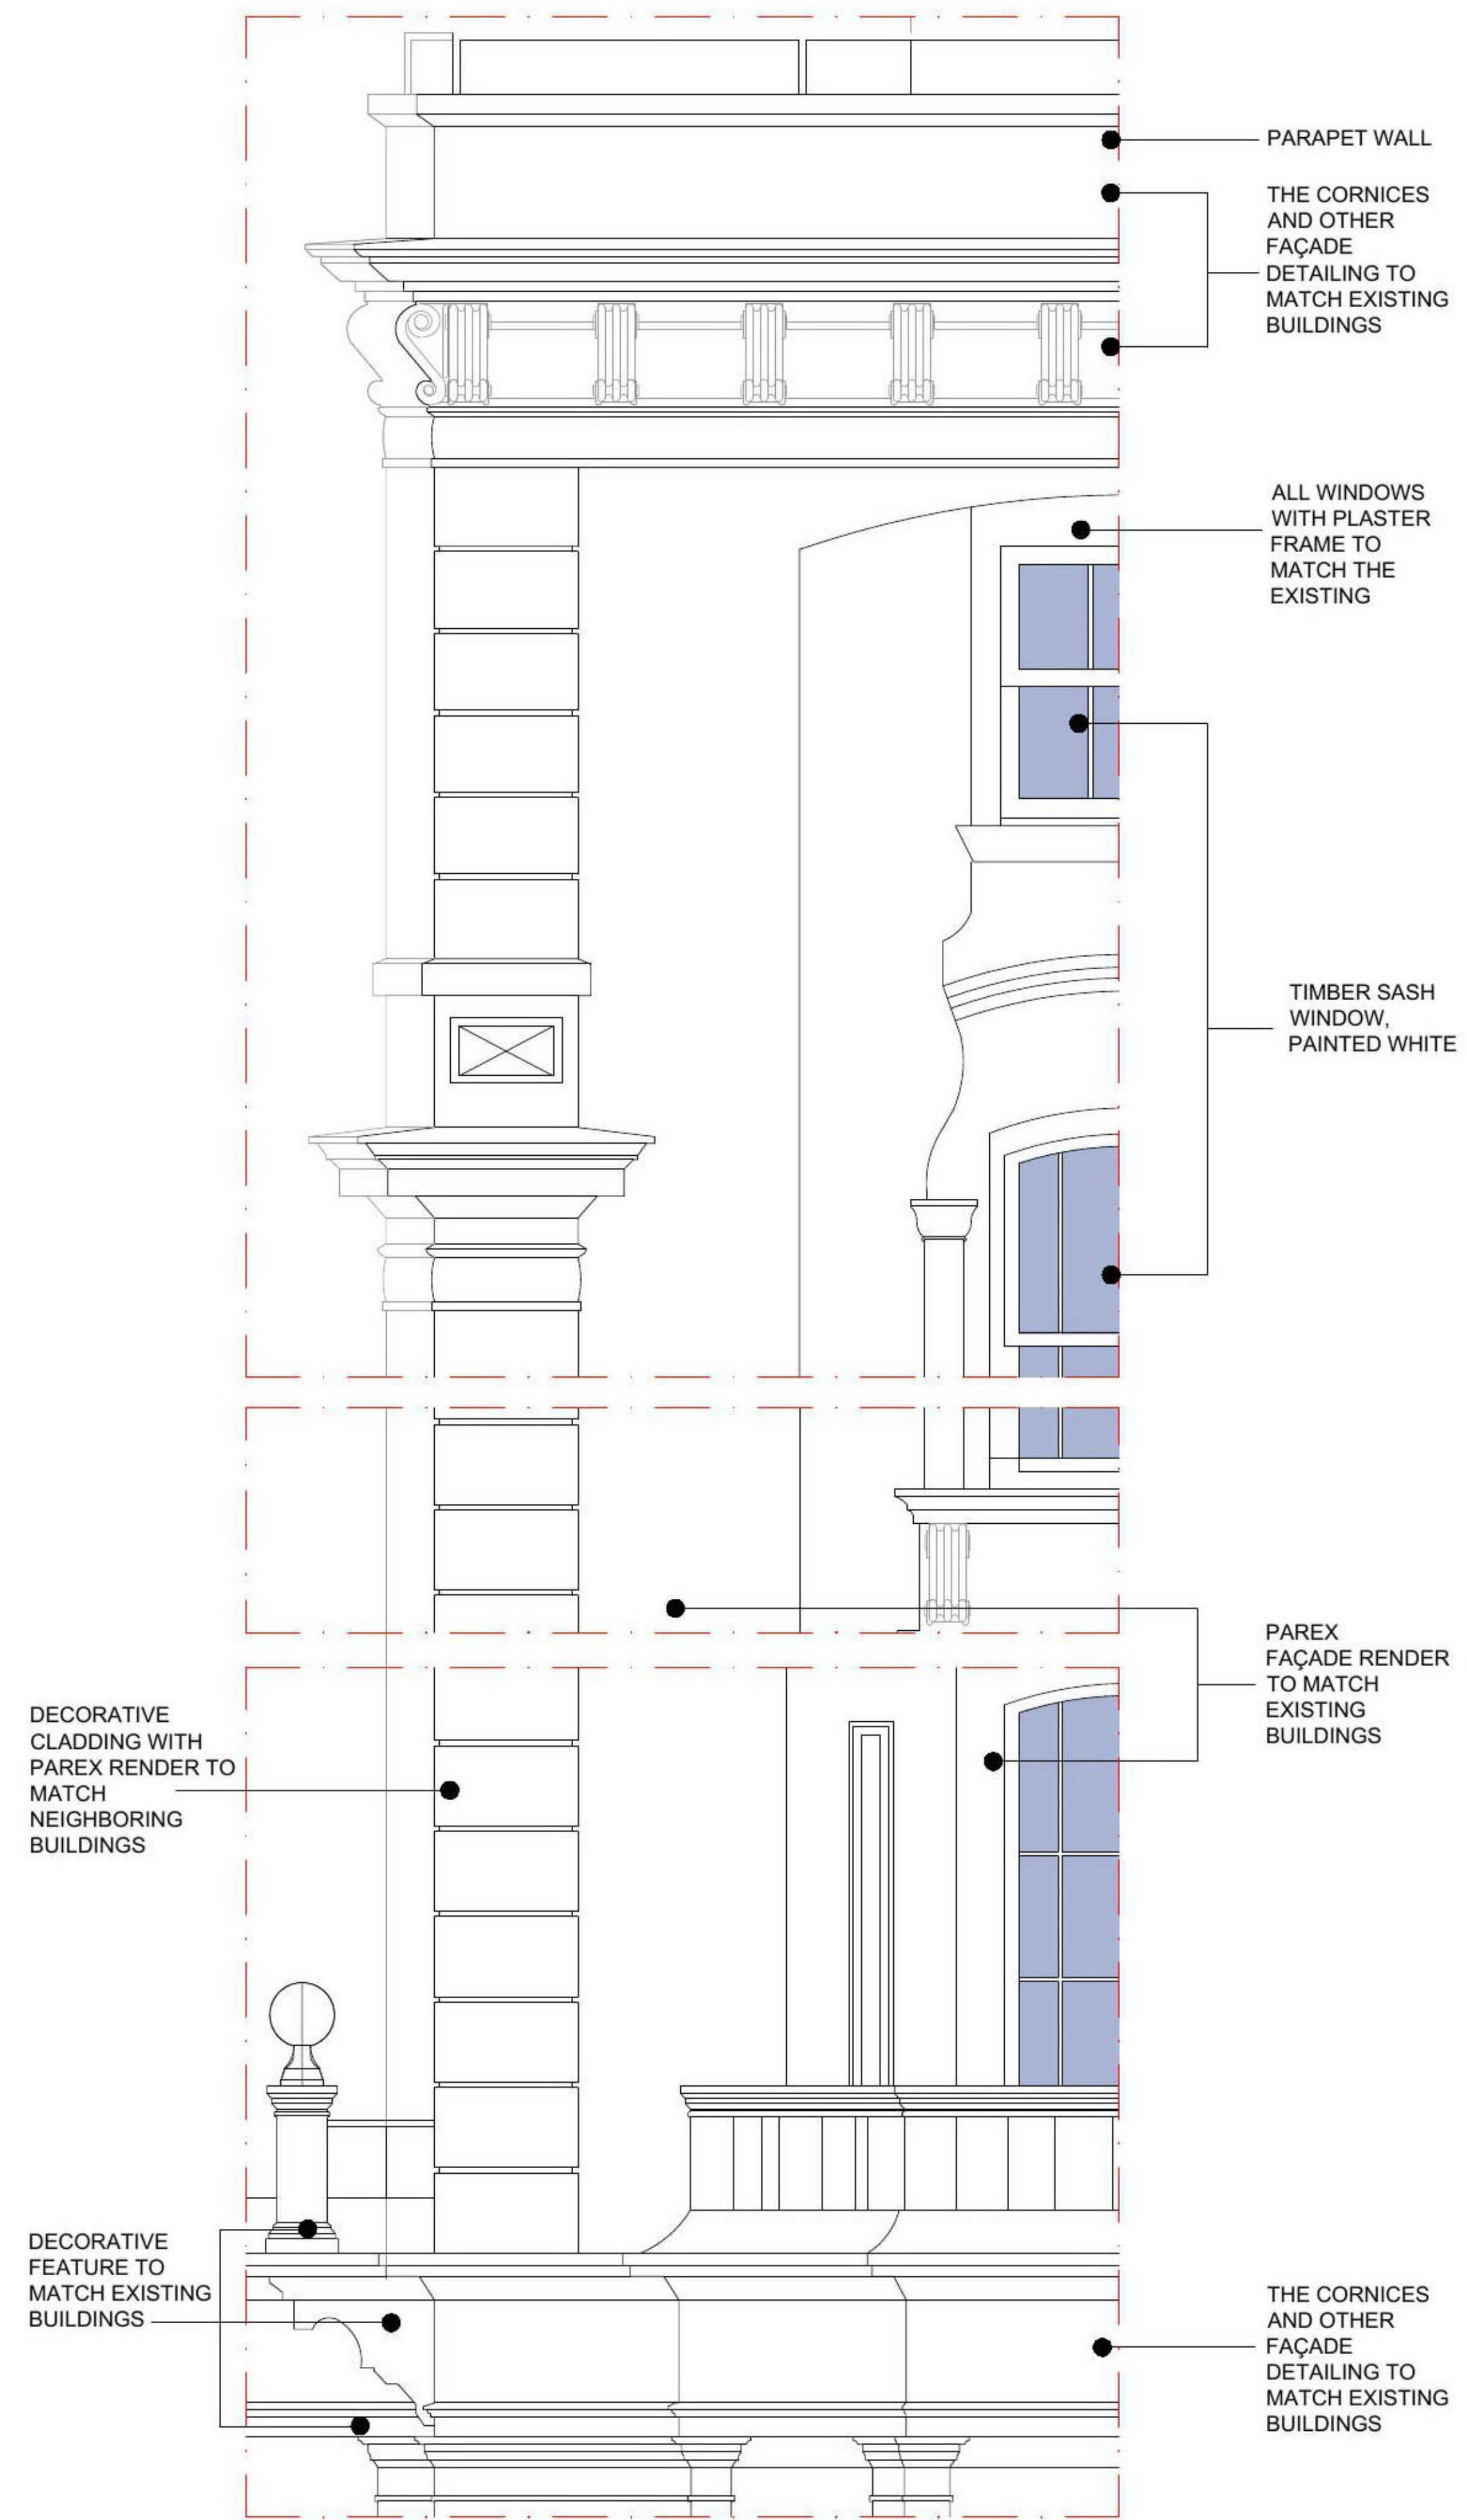 PARAPET WALL
THE CORNICES
AND OTHER
FAÇADE
DETAILING TO
MATCH EXISTING
BUILDINGS
ALL WINDOWS
WITH PLASTER
FRAME TO
MATCH THE
EXISTING
TIMBER SASH
WINDOW,
PAINTED WHITE
PAREX
FAÇADE RENDER
TO MATCH
EXISTING
BUILDINGS
DECORATIVE
CLADDING WITH
PAREX RENDER TO
MATCH
NEIGHBORING
BUILDINGS
DECORATIVE
FEATURE TO
MATCH EXISTING
BUILDINGS
THE CORNICES
AND OTHER
FAÇADE
DETAILING TO
MATCH EXISTING
BUILDINGS